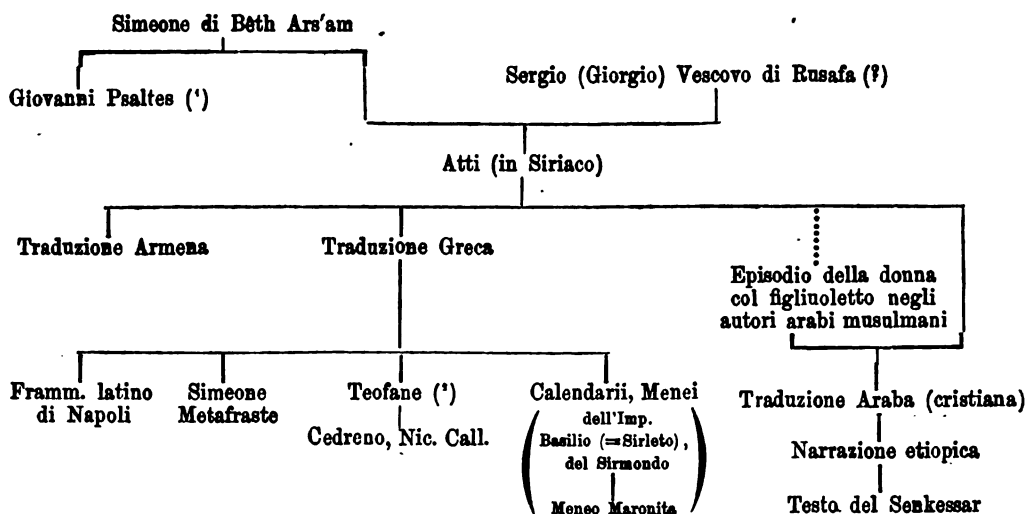 Simeone di Bêth Ars'am
Sergio (Giorgio) Vescovo di Rusafa (?)
Giovanni Psaltes (¹)
Atti (in Siriaco)
Traduzione Armena
Traduzione Greca
Episodio della donna
col figliuoletto negli
autori arabi musulmani
Framm. latino
di Napoli
Simeone
Metafraste
Teofane (²)
Cedreno, Nic. Call.
Calendarii, Menei
dell'Imp.
Basilio (=Sirleto),
del Sirmondo
Meneo Maronita
Traduzione Araba (cristiana)
Narrazione etiopica
Testo del Senkessar